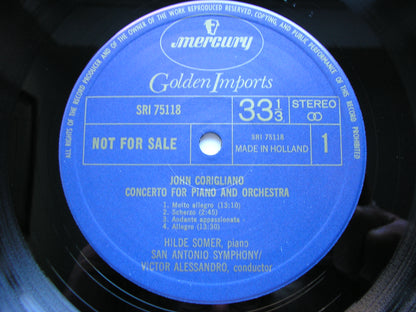 ALL RIGHTS OF THE RECORD PRODUCER AND OF THE OWNER OF THE WORK REPRODUCED RESERVED. COPYING, AND PUBLIC PERFORMANCE OF THIS RECORD PROHIBITED
mercury
Golden Imports
SRI 75118
33 1/3
STEREO
NOT FOR SALE
SRI 75118
MADE IN HOLLAND
1
JOHN CORIGLIANO
CONCERTO FOR PIANO AND ORCHESTRA
1. Molto allegro (13:10)
2. Scherzo (2:45)
3. Andante appassionata
4. Allegro (13:30)
HILDE SOMER, piano
SAN ANTONIO SYMPHONY/
VICTOR ALESSANDRO, conductor